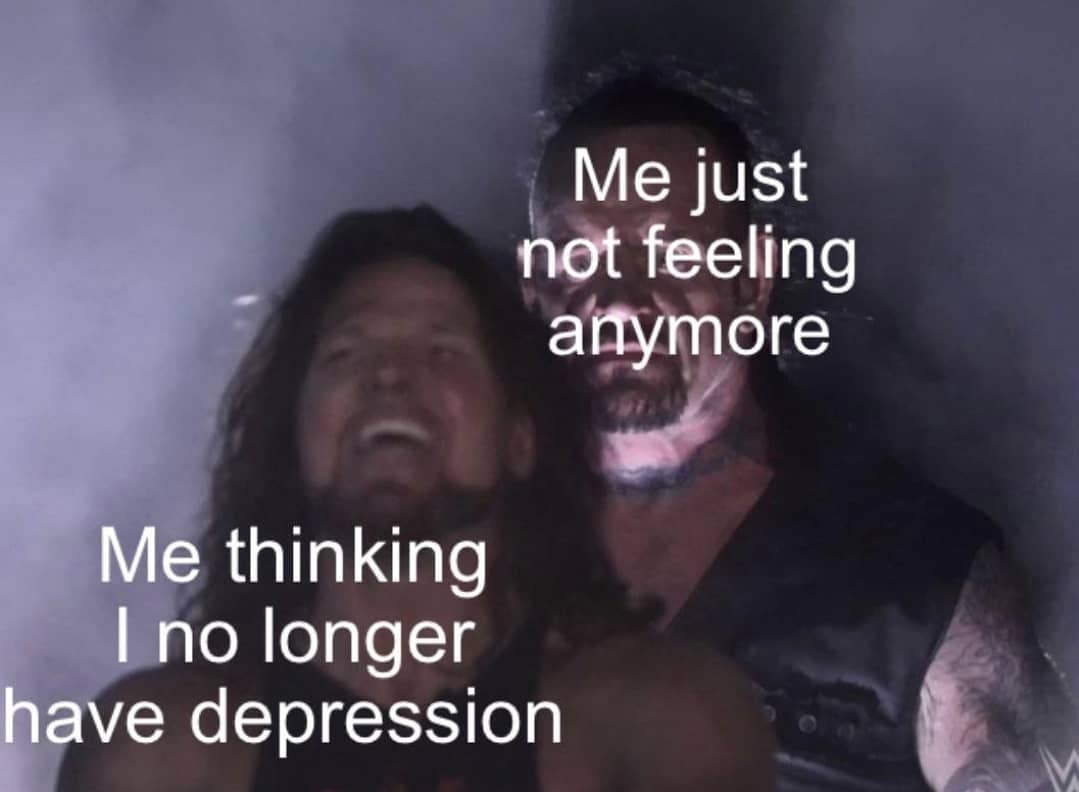 Me just
not feeling
anymore
Me thinking
I no longer
have depression